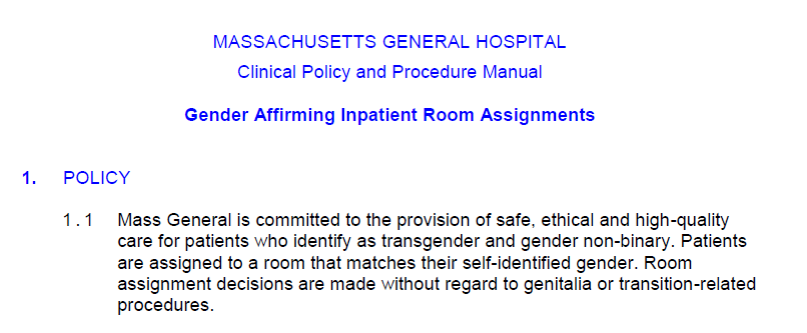 MASSACHUSETTS GENERAL HOSPITAL
Clinical Policy and Procedure Manual
Gender Affirming Inpatient Room Assignments
1. POLICY
1.1 Mass General is committed to the provision of safe, ethical and high-quality
care for patients who identify as transgender and gender non-binary. Patients
are assigned to a room that matches their self-identified gender. Room
assignment decisions are made without regard to genitalia or transition-related
procedures.